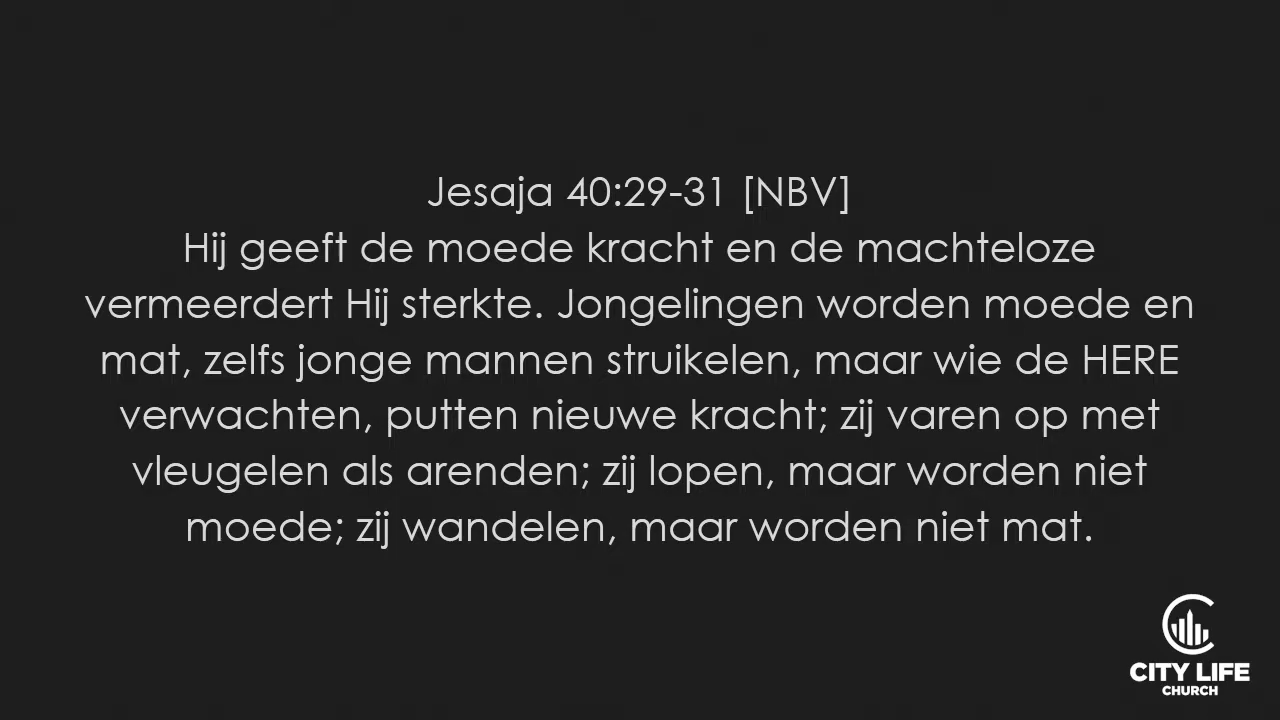 Jesaja 40:29-31 [NBV]
Hij geeft de moede kracht en de machteloze
vermeerdert Hij sterkte. Jongelingen worden moede en
mat, zelfs jonge mannen struikelen, maar wie de HERE
verwachten, putten nieuwe kracht; zij varen op met
vleugelen als arenden; zij lopen, maar worden niet
moede; zij wandelen, maar worden niet mat.
CITY LIFE
CHURCH